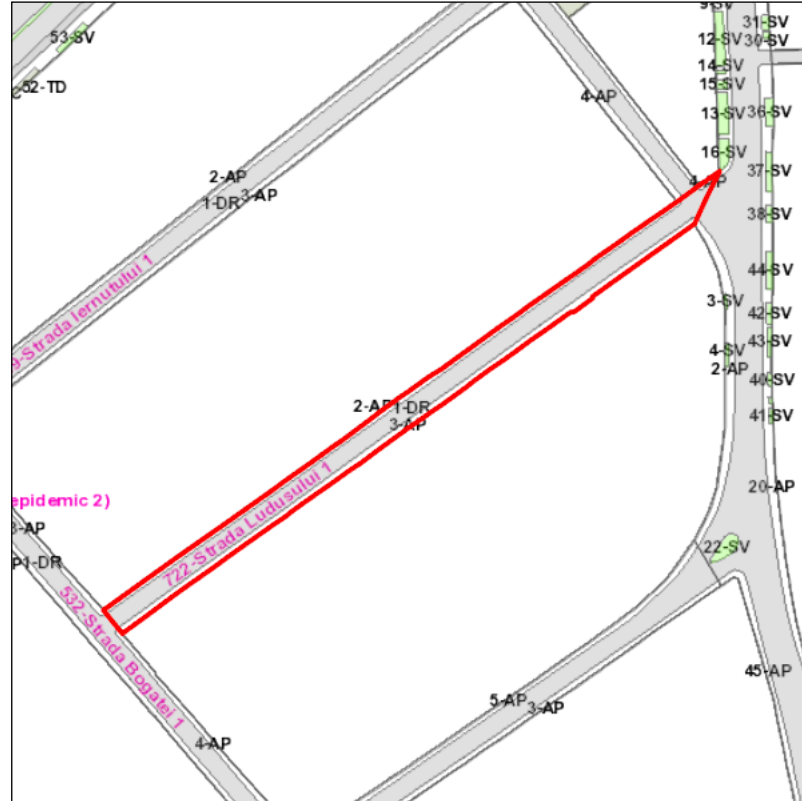 9-SV
31-SV
53-SV
12-SV
30-SV
14-SV
52-TD
15-SV
4-AP
13-SV
36-SV
16-SV
2-AP
37-SV
4-AP
3-AP
1-DR
38-SV
9-Strada Iernutului 1
44-SV
3-SV
42-SV
43-SV
4-SV
2-AP
40-SV
2-AP
1-DR
41-SV
3-AP
722-Strada Ludusului 1
20-AP
epidemic 2)
3-AP
22-SV
P1-DR
532-Strada Bogatei 1
45-AP
5-AP
3-AP
4-AP